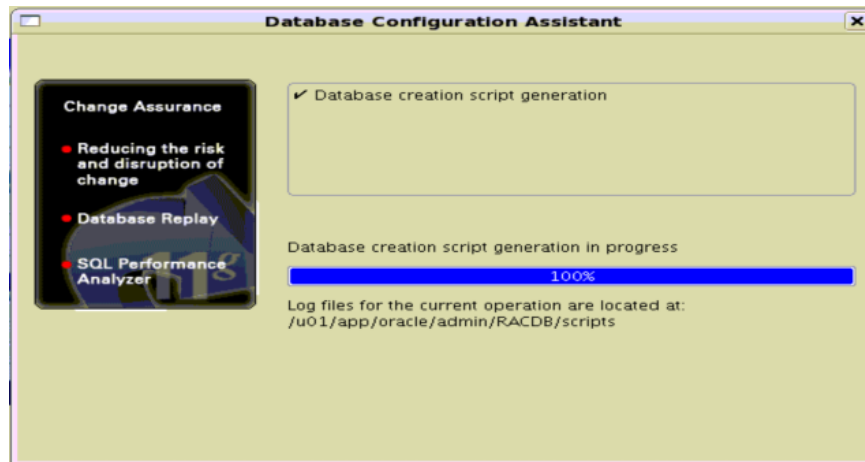 Database Configuration Assistant
Change Assurance
Reducing the risk
and disruption of
change
Database Replay
SQL Performance
Analyzer
11g
Database creation script generation
Database creation script generation in progress
100%
Log files for the current operation are located at:
/u01/app/oracle/admin/RACDB/scripts